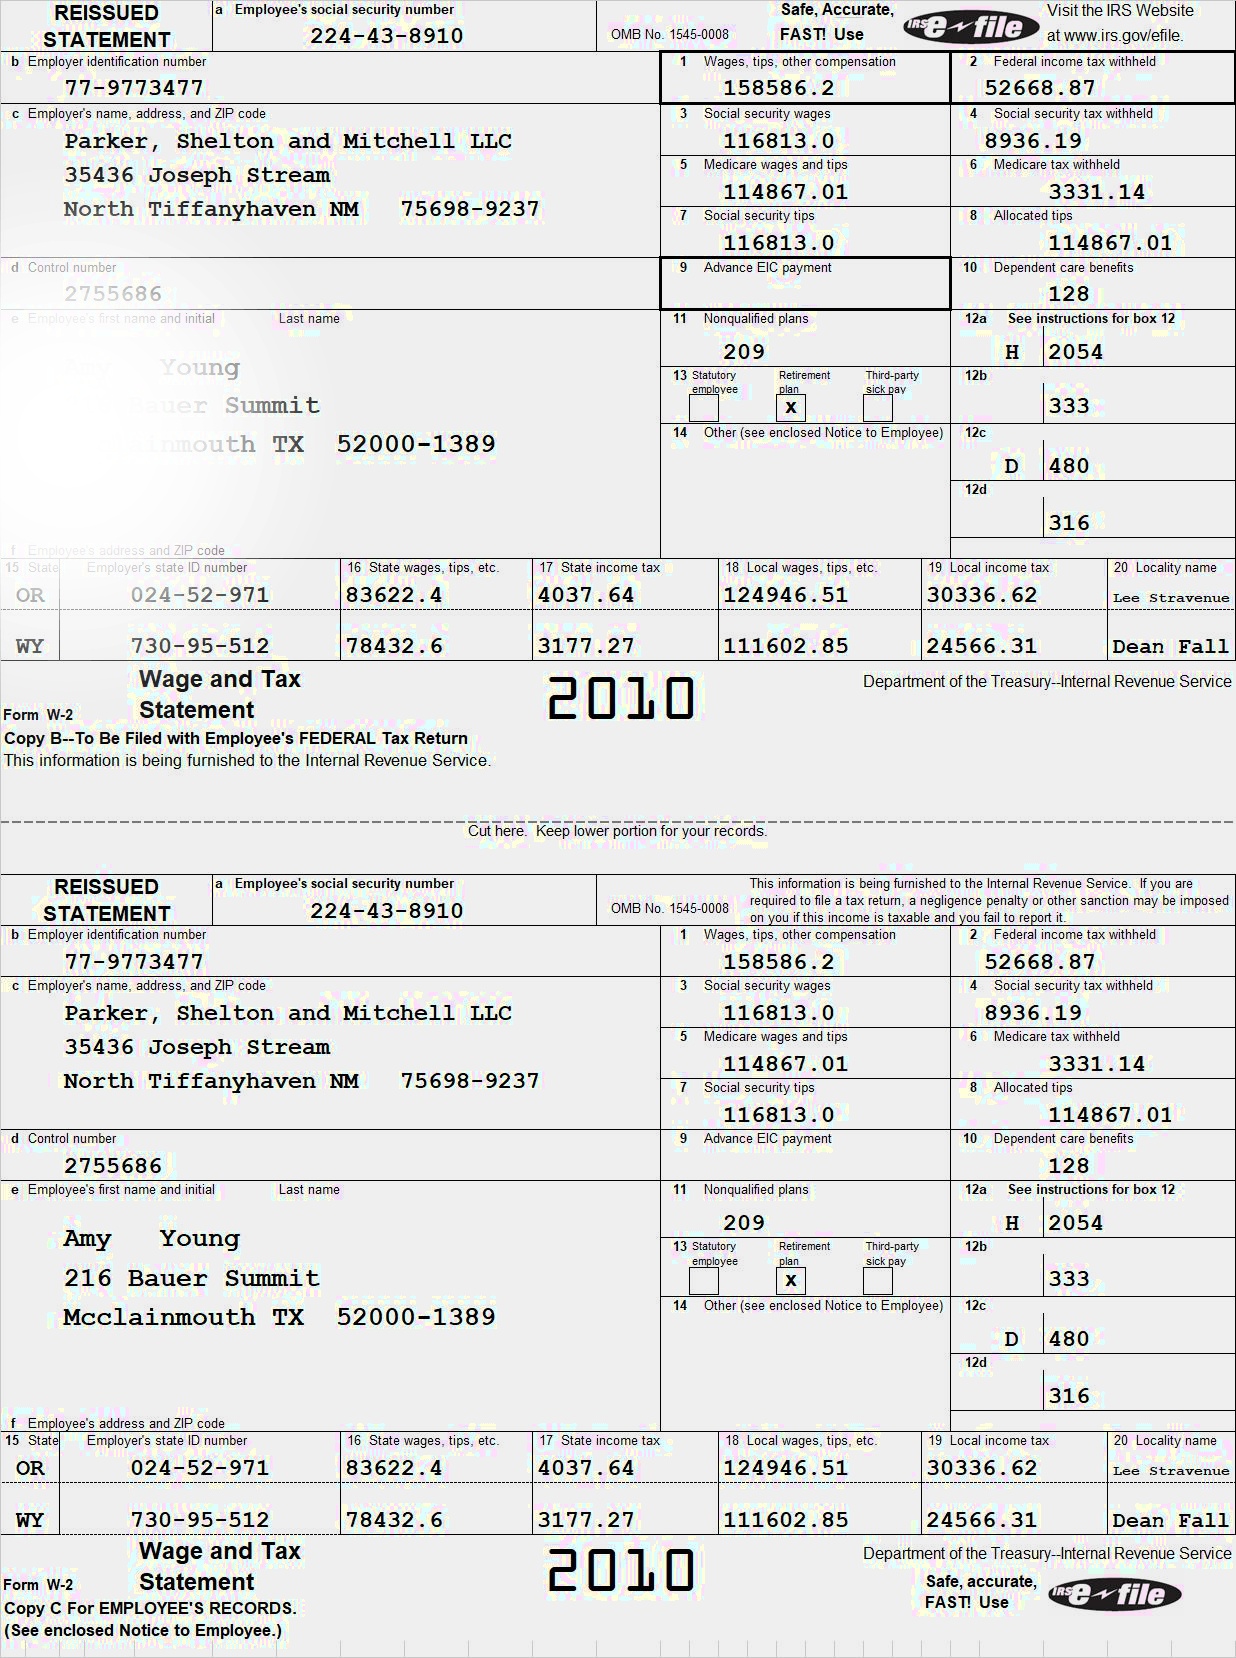 REISSUED STATEMENT
a Employee's social security number
224-43-8910
OMB No. 1545-0008
Safe, Accurate, FAST! Use
IRS e-file
Visit the IRS Website at www.irs.gov/efile.
b Employer identification number
77-9773477
1 Wages, tips, other compensation
158586.2
2 Federal income tax withheld
52668.87
c Employer's name, address, and ZIP code
Parker, Shelton and Mitchell LLC
35436 Joseph Stream
North Tiffanyhaven NM 75698-9237
3 Social security wages
116813.0
4 Social security tax withheld
8936.19
5 Medicare wages and tips
114867.01
6 Medicare tax withheld
3331.14
7 Social security tips
116813.0
8 Allocated tips
114867.01
d Control number
2755686
9 Advance EIC payment
10 Dependent care benefits
128
e Employee's first name and initial Last name
Young
Bauer Summit
TX 52000-1389
11 Nonqualified plans
209
12a See instructions for box 12
H 2054
13 Statutory employee Retirement plan Third-party sick pay
X
12b
333
14 Other (see enclosed Notice to Employee)
12c
D 480
12d
316
f Employee's address and ZIP code
15 State Employer's state ID number 16 State wages, tips, etc. 17 State income tax 18 Local wages, tips, etc. 19 Local income tax 20 Locality name
OR 024-52-971 83622.4 4037.64 124946.51 30336.62 Lee Stravenue
WY 730-95-512 78432.6 3177.27 111602.85 24566.31 Dean Fall
Form W-2 Wage and Tax Statement
2010
Department of the Treasury--Internal Revenue Service
Copy B--To Be Filed with Employee's FEDERAL Tax Return
This information is being furnished to the Internal Revenue Service.
Cut here. Keep lower portion for your records.
REISSUED STATEMENT
a Employee's social security number
224-43-8910
OMB No. 1545-0008
This information is being furnished to the Internal Revenue Service. If you are
required to file a tax return, a negligence penalty or other sanction may be imposed
on you if this income is taxable and you fail to report it.
b Employer identification number
77-9773477
1 Wages, tips, other compensation
158586.2
2 Federal income tax withheld
52668.87
c Employer's name, address, and ZIP code
Parker, Shelton and Mitchell LLC
35436 Joseph Stream
North Tiffanyhaven NM 75698-9237
3 Social security wages
116813.0
4 Social security tax withheld
8936.19
5 Medicare wages and tips
114867.01
6 Medicare tax withheld
3331.14
7 Social security tips
116813.0
8 Allocated tips
114867.01
d Control number
2755686
9 Advance EIC payment
10 Dependent care benefits
128
e Employee's first name and initial Last name
Amy Young
216 Bauer Summit
Mcclainmouth TX 52000-1389
11 Nonqualified plans
209
12a See instructions for box 12
H 2054
13 Statutory employee Retirement plan Third-party sick pay
X
12b
333
14 Other (see enclosed Notice to Employee)
12c
D 480
12d
316
f Employee's address and ZIP code
15 State Employer's state ID number 16 State wages, tips, etc. 17 State income tax 18 Local wages, tips, etc. 19 Local income tax 20 Locality name
OR 024-52-971 83622.4 4037.64 124946.51 30336.62 Lee Stravenue
WY 730-95-512 78432.6 3177.27 111602.85 24566.31 Dean Fall
Form W-2 Wage and Tax Statement
2010
Department of the Treasury--Internal Revenue Service
Safe, accurate, FAST! Use
IRS e-file
Copy C For EMPLOYEE'S RECORDS.
(See enclosed Notice to Employee.)